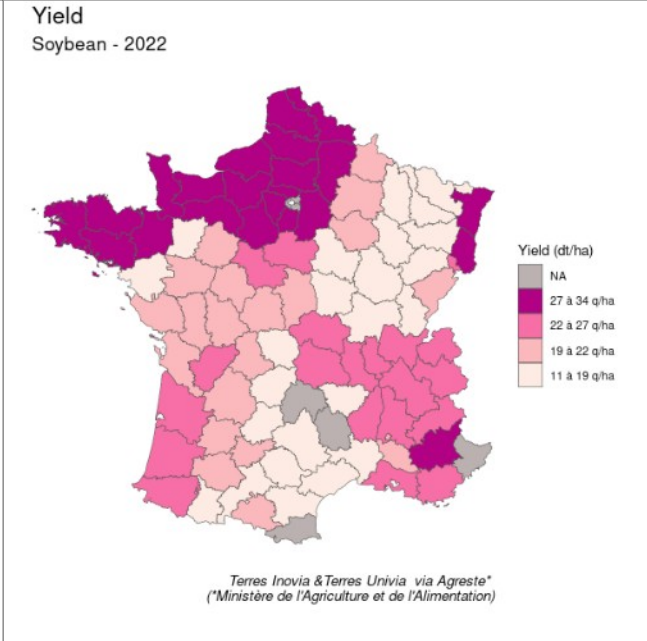 Yield
Soybean - 2022
Yield (dt/ha)
NA
27 à 34 q/ha
22 à 27 q/ha
19 à 22 q/ha
11 à 19 q/ha
Terres Inovia &Terres Univia via Agreste*
(*Ministère de l'Agriculture et de l'Alimentation)